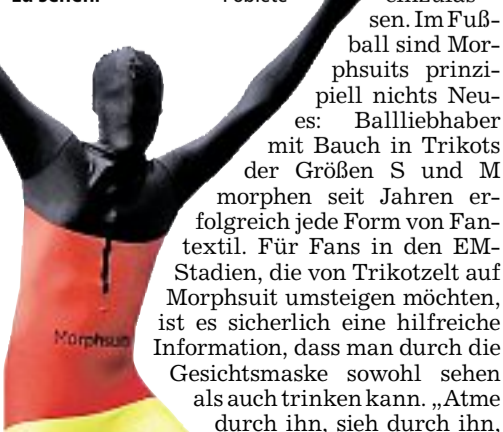 zu sehen.
einzulas-
sen. Im Fuß-
ball sind Mor-
phsuits prinzi-
piell nichts Neu-
es: Ballliebhaber
mit Bauch in Trikots
der Größen S und M
morphen seit Jahren er-
folgreich jede Form von Fan-
textil. Für Fans in den EM-
Stadien, die von Trikotzelt auf
Morphsuit umsteigen möchten,
ist es sicherlich eine hilfreiche
Information, dass man durch die
Gesichtsmaske sowohl sehen
als auch trinken kann. „Atme
durch ihn, sieh durch ihn,
Morphsuit